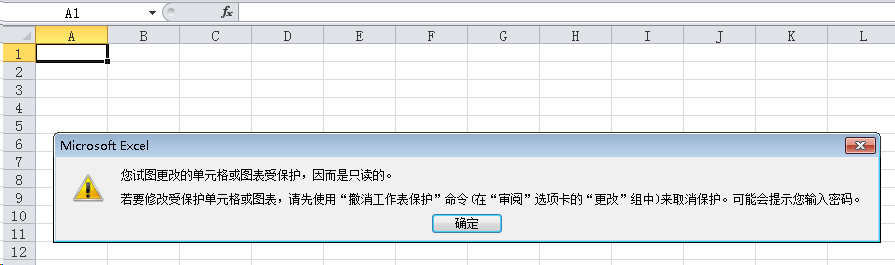 A1 fx
A B C D E F G H I J K L
1
2
3
4
5
6
Microsoft Excel
7
您试图更改的单元格或图表受保护，因而是只读的。
8
若要修改受保护单元格或图表，请先使用“撤消工作表保护”命令(在“审阅”选项卡的“更改”组中)来取消保护。可能会提示您输入密码。
9
10
确定
11
12